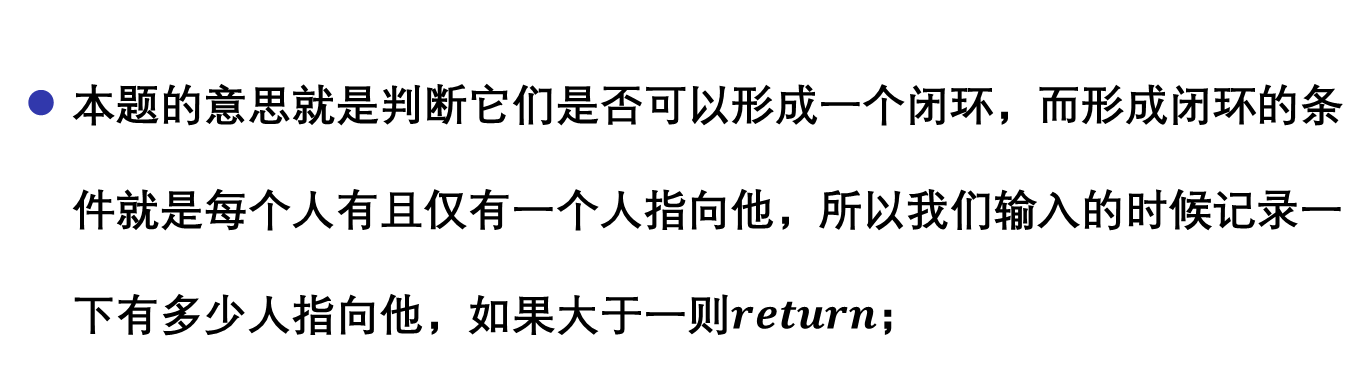 本题的意思就是判断它们是否可以形成一个闭环，而形成闭环的条
件就是每个人有且仅有一个人指向他，所以我们输入的时候记录一
下有多少人指向他，如果大于一则return；